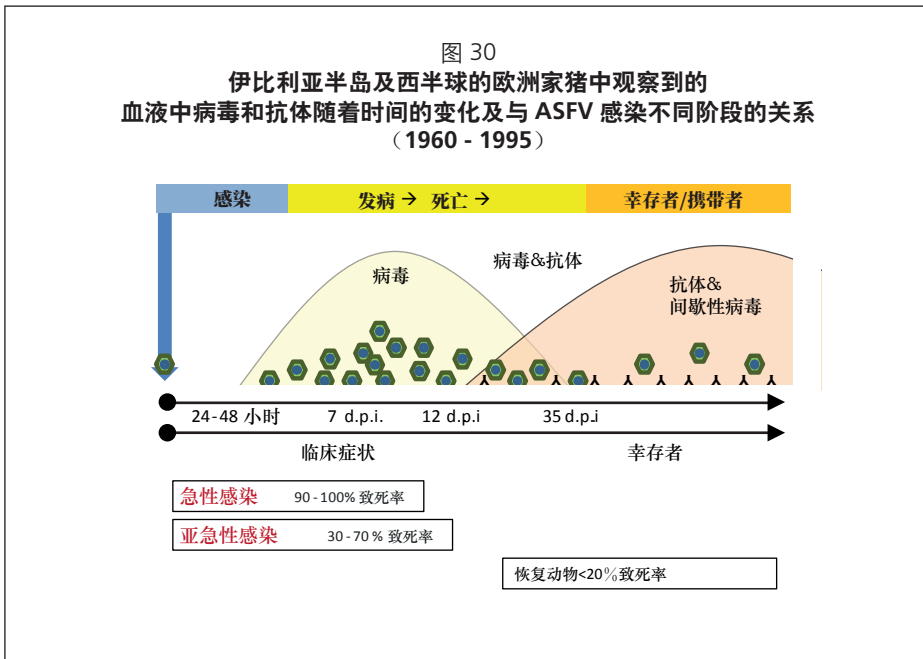 图 30
伊比利亚半岛及西半球的欧洲家猪中观察到的
血液中病毒和抗体随着时间的变化及与 ASFV 感染不同阶段的关系
（1960 - 1995）
感染
发病 → 死亡 →
幸存者/携带者
病毒&抗体
病毒
抗体&
间歇性病毒
24-48 小时
7 d.p.i.
12 d.p.i
35 d.p.i
临床症状
幸存者
急性感染 90-100% 致死率
亚急性感染 30-70 % 致死率
恢复动物<20%致死率